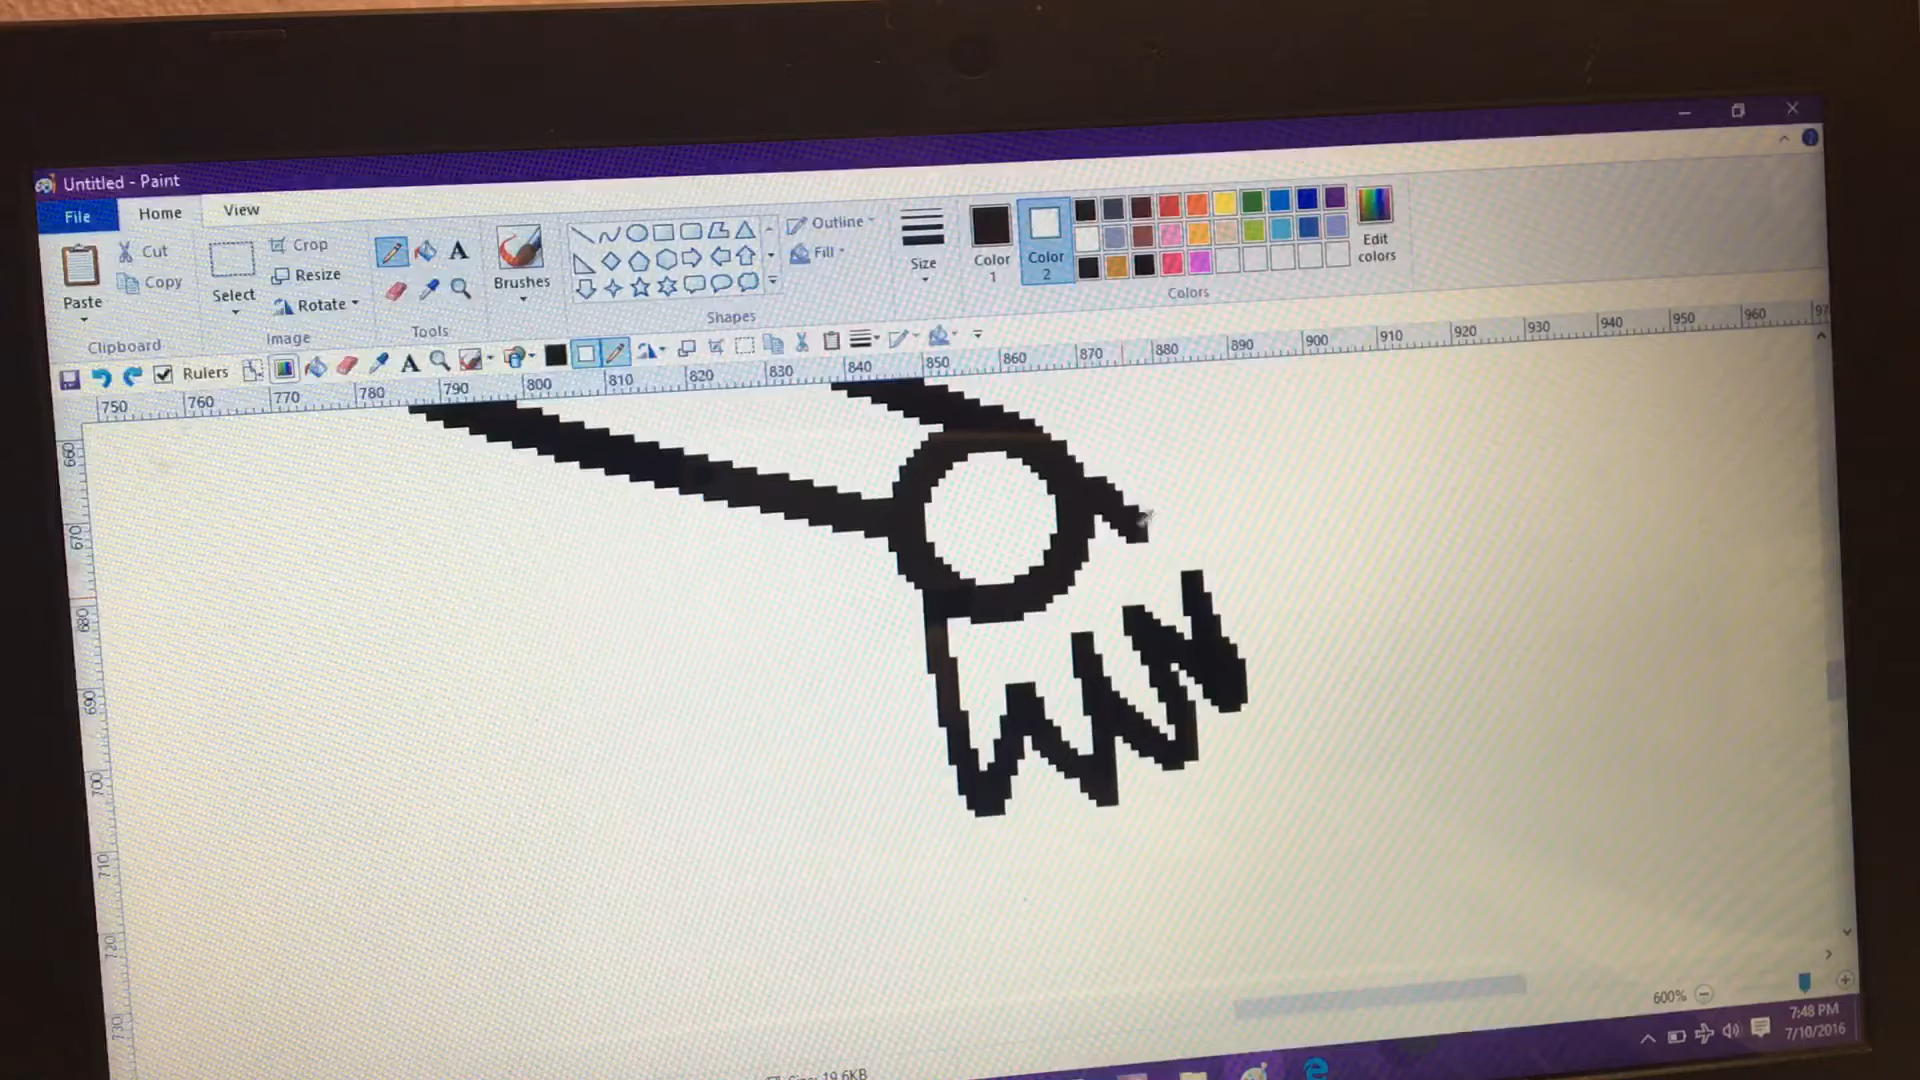 Untitled - Paint
File Home View
Paste
Cut
Copy
Clipboard
Select
Crop
Resize
Rotate
Image
A
Tools
Brushes
Shapes
Outline
Fill
Size
Color 1
Color 2
Edit colors
Colors
Rulers
A
750 760 770 780 790 800 810 820 830 840 850 860 870 880 890 900 910 920 930 940 950 960
660
670
680
690
700
710
720
730
600%
7:48 PM
7/10/2016
19.6KB